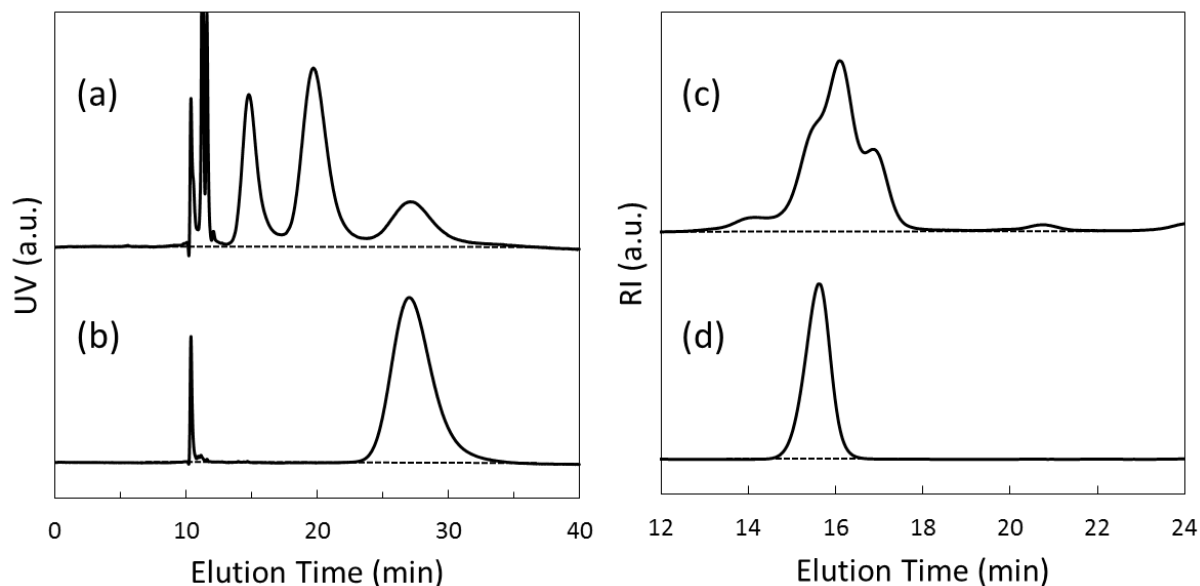 (a)
(b)
UV (a.u.)
0 10 20 30 40
Elution Time (min)
(c)
(d)
RI (a.u.)
12 14 16 18 20 22 24
Elution Time (min)